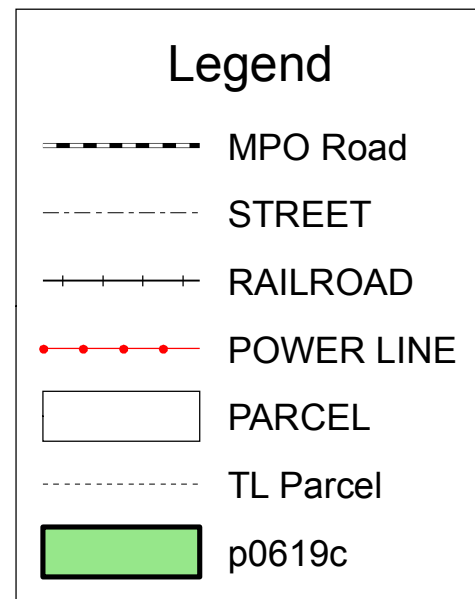 Legend
MPO Road
STREET
RAILROAD
POWER LINE
PARCEL
TL Parcel
p0619c